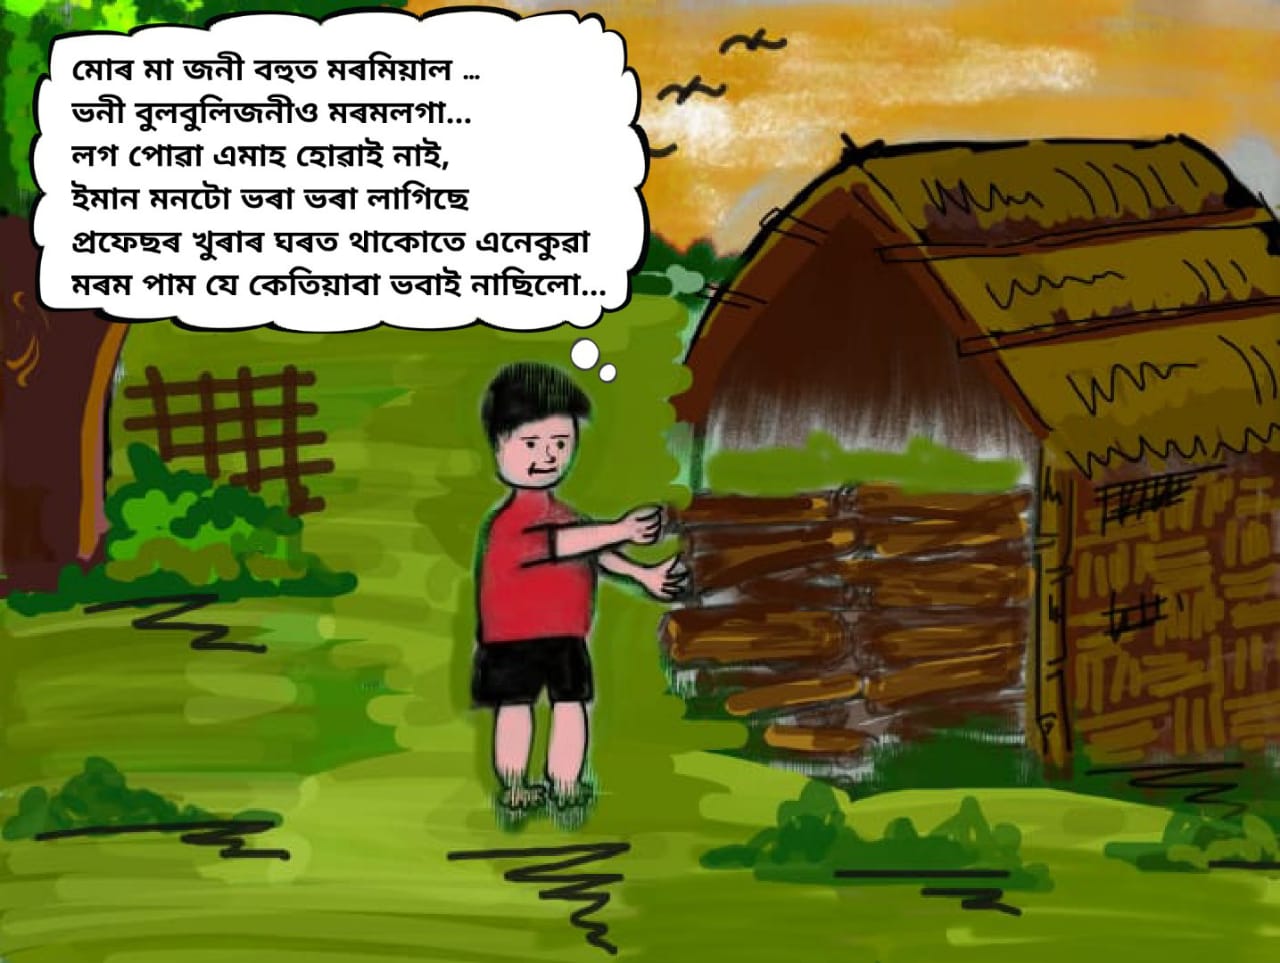 মোৰ মা জনী বহুত মৰমিয়াল ...
ভনী বুলবুলিজনীও মৰমলগা...
লগ পোৱা এমাহ হোৱাই নাই,
ইমান মনটো ভৰা ভৰা লাগিছে
প্ৰফেছৰ খুৰাৰ ঘৰত থাকোতে এনেকুৱা
মৰম পাম যে কেতিয়াবা ভবাই নাছিলো...